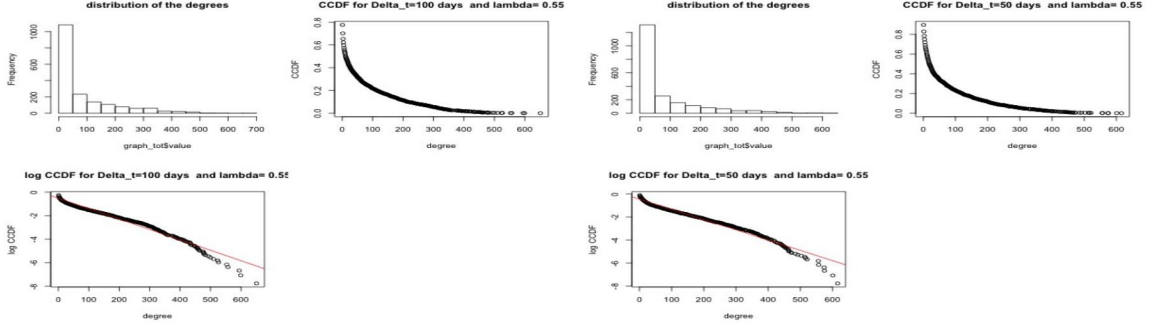 distribution of the degrees
Frequency
0 200 600 1000
0 100 200 300 400 500 600 700
graph_tot$value
CCDF for Delta_t=100 days and lambda= 0.55
CCDF
0.0 0.2 0.4 0.6 0.8
0 100 200 300 400 500 600
degree
distribution of the degrees
Frequency
0 200 600 1000
0 100 200 300 400 500 600
graph_tot$value
CCDF for Delta_t=50 days and lambda= 0.55
CCDF
0.0 0.2 0.4 0.6 0.8
0 100 200 300 400 500 600
degree
log CCDF for Delta_t=100 days and lambda= 0.55
log CCDF
-8 -6 -4 -2 0
0 100 200 300 400 500 600
degree
log CCDF for Delta_t=50 days and lambda= 0.55
log CCDF
-8 -6 -4 -2 0
0 100 200 300 400 500 600
degree